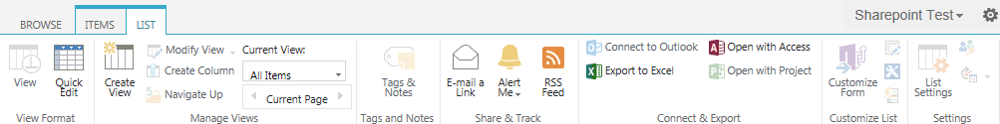 BROWSE ITEMS LIST Sharepoint Test
View
Quick Edit
Create View
Modify View
Create Column
Navigate Up
Current View:
All Items
Current Page
Tags & Notes
E-mail a Link
Alert Me
RSS Feed
Connect to Outlook
Export to Excel
Open with Access
Open with Project
Customize Form
List Settings
View Format
Manage Views
Tags and Notes
Share & Track
Connect & Export
Customize List
Settings